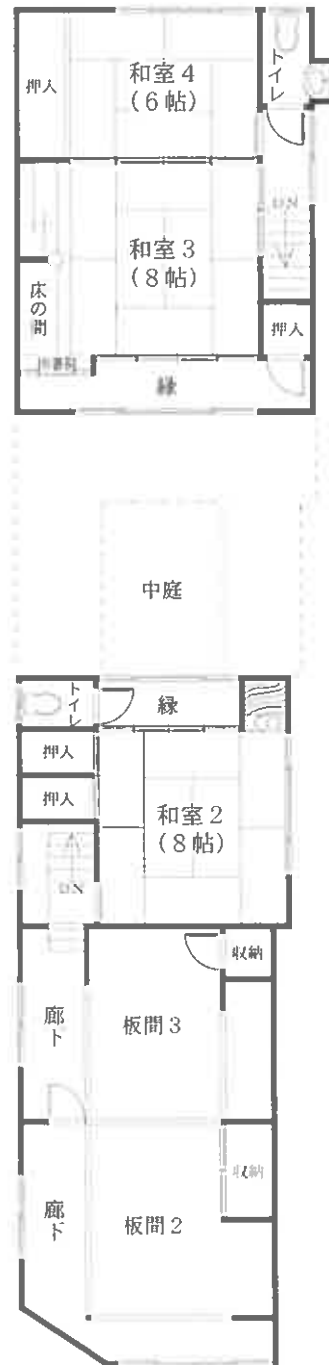 和室4
(6帖)
トイレ
押入
DN
和室3
(8帖)
床の間
押入
縁
中庭
トイレ
縁
押入
押入
和室2
(8帖)
DN
収納
廊下
板間3
収納
廊下
板間2